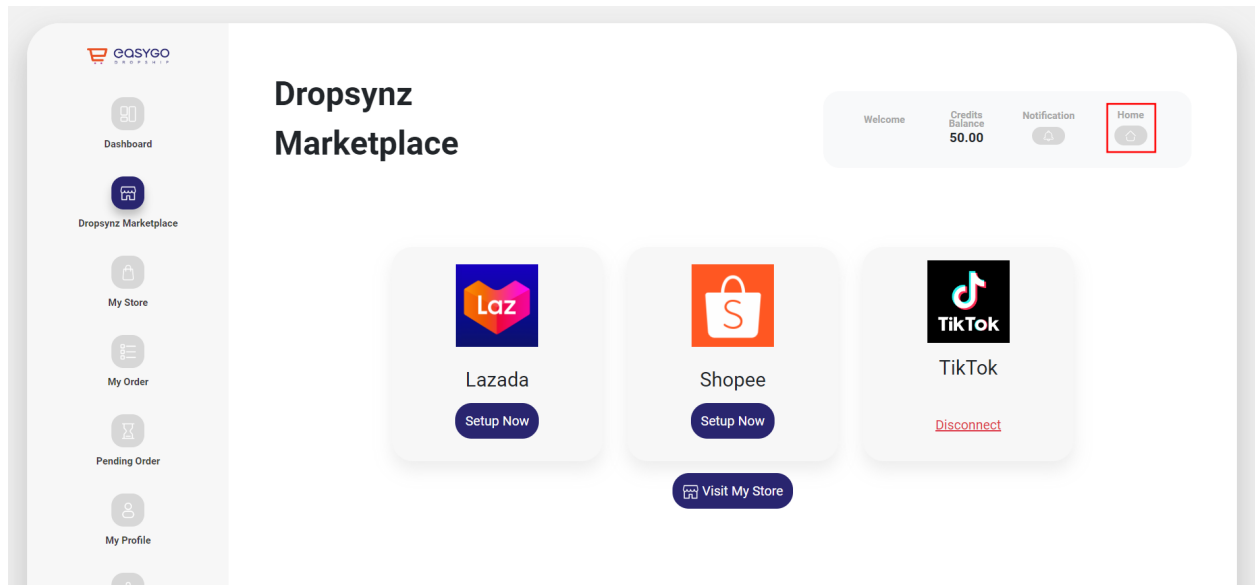 easyGO
DROPSHIP
Dashboard
Dropsynz Marketplace
My Store
My Order
Pending Order
My Profile
Dropsynz
Marketplace
Welcome
Credits
Balance
50.00
Notification
Home
Laz
Lazada
Setup Now
S
Shopee
Setup Now
TikTok
TikTok
Disconnect
Visit My Store